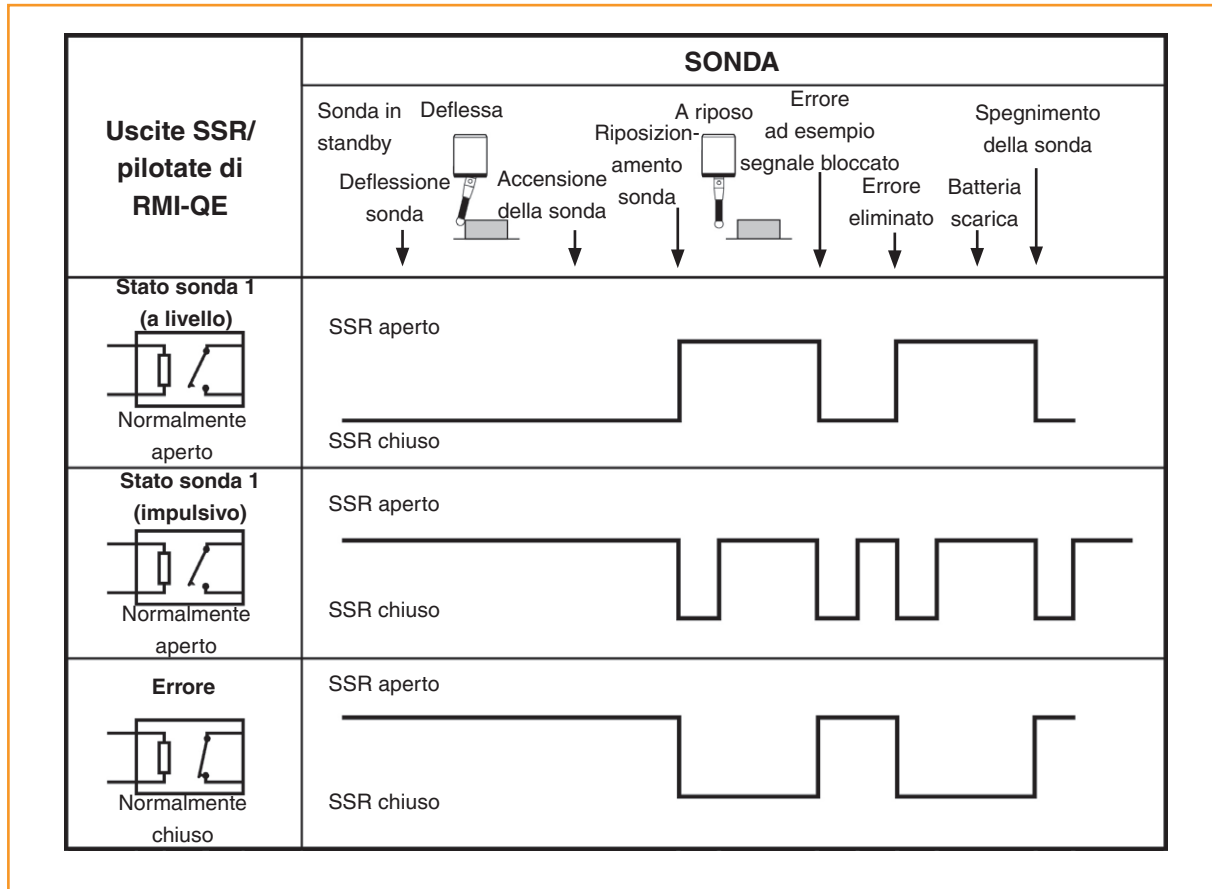 SONDA
Uscite SSR/
pilotate di
RMI-QE
Sonda in
standby
Deflessa
Deflessione
sonda
Accensione
della sonda
Riposizion-
amento
sonda
A riposo
Errore
ad esempio
segnale bloccato
Errore
eliminato
Batteria
scarica
Spegnimento
della sonda
Stato sonda 1
(a livello)
Normalmente
aperto
SSR aperto
SSR chiuso
Stato sonda 1
(impulsivo)
Normalmente
aperto
SSR aperto
SSR chiuso
Errore
Normalmente
chiuso
SSR aperto
SSR chiuso